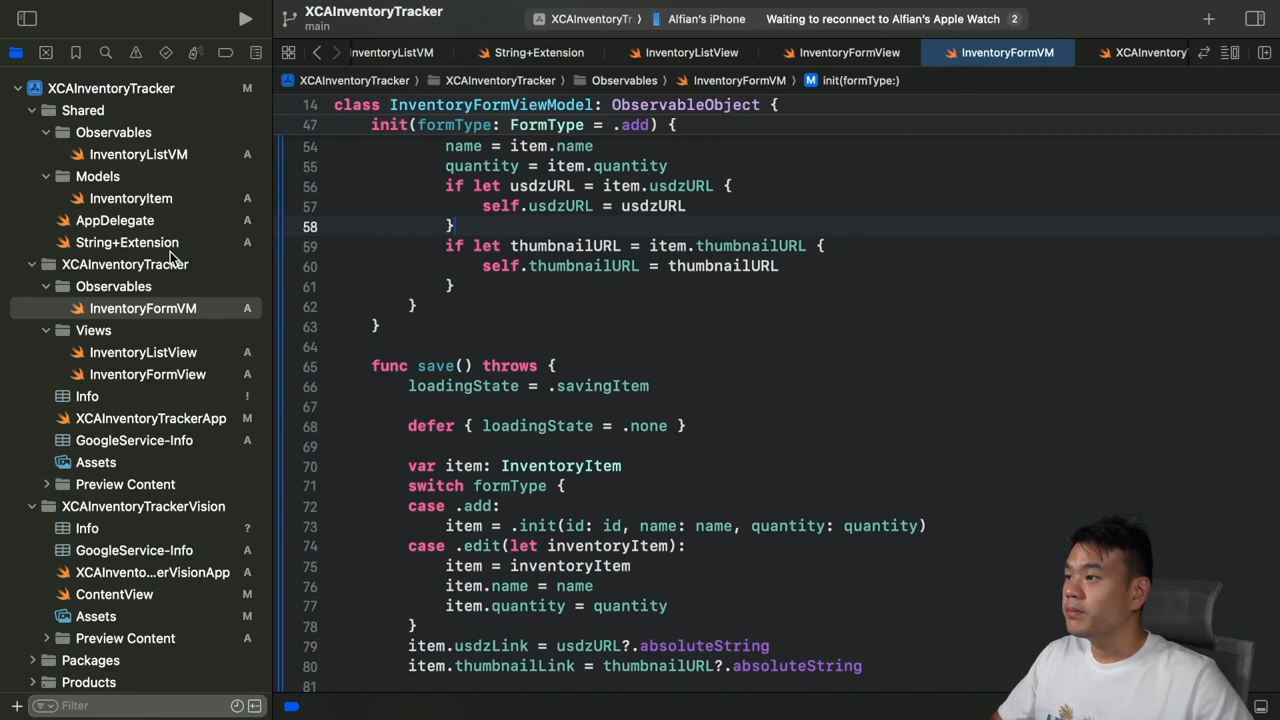 XCAInventoryTracker
main
XCAInventoryTr
Alfian's iPhone
Waiting to reconnect to Alfian's Apple Watch
2
nventoryListVM
String+Extension
InventoryListView
InventoryFormView
InventoryFormVM
XCAInventory
XCAInventoryTracker
XCAInventoryTracker
Observables
InventoryFormVM
M
init(formType:)
XCAInventoryTracker M
Shared
Observables
InventoryListVM A
Models
InventoryItem A
AppDelegate A
String+Extension A
XCAInventoryTracker
Observables
InventoryFormVM A
Views
InventoryListView A
InventoryFormView A
Info !
XCAInventoryTrackerApp M
GoogleService-Info A
Assets
Preview Content
XCAInventoryTrackerVision
Info ?
GoogleService-Info A
XCAInvento...erVisionApp A
ContentView M
Assets M
Preview Content A
Packages
Products
Filter
14 class InventoryFormViewModel: ObservableObject {
47 init(formType: FormType = .add) {
54 name = item.name
55 quantity = item.quantity
56 if let usdzURL = item.usdzURL {
57 self.usdzURL = usdzURL
58 }
59 if let thumbnailURL = item.thumbnailURL {
60 self.thumbnailURL = thumbnailURL
61 }
62 }
63 }
64
65 func save() throws {
66 loadingState = .savingItem
67
68 defer { loadingState = .none }
69
70 var item: InventoryItem
71 switch formType {
72 case .add:
73 item = .init(id: id, name: name, quantity: quantity)
74 case .edit(let inventoryItem):
75 item = inventoryItem
76 item.name = name
77 item.quantity = quantity
78 }
79 item.usdzLink = usdzURL?.absoluteString
80 item.thumbnailLink = thumbnailURL?.absoluteString
81